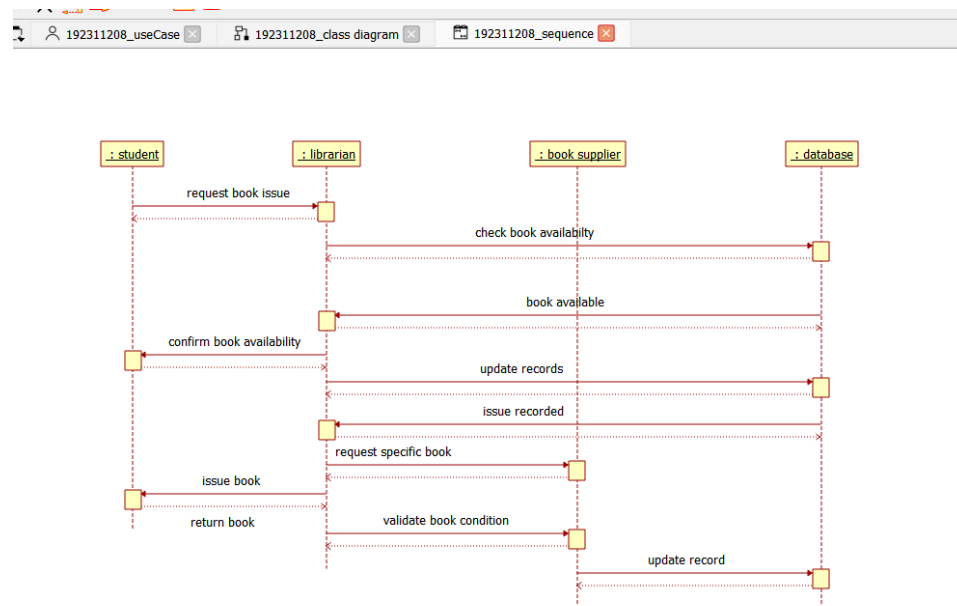 192311208_useCase
192311208_class diagram
192311208_sequence
: student
: librarian
: book supplier
: database
request book issue
check book availabilty
book available
confirm book availability
update records
issue recorded
request specific book
issue book
return book
validate book condition
update record